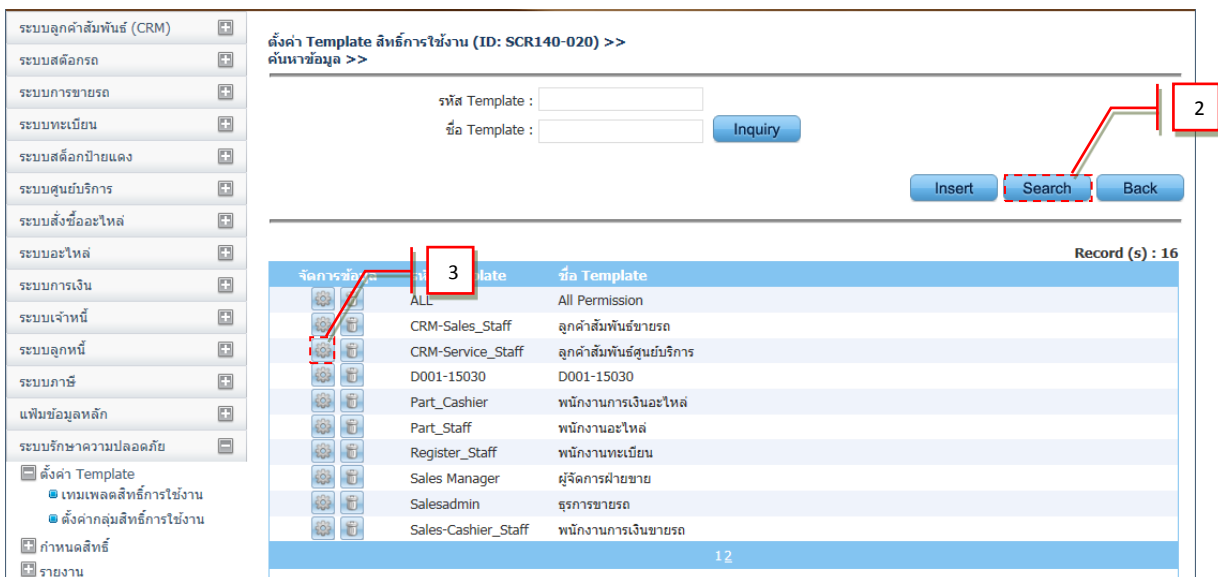 ระบบลูกค้าสัมพันธ์ (CRM)
ระบบสต๊อกรถ
ระบบการขายรถ
ระบบทะเบียน
ระบบสต็อกป้ายแดง
ระบบศูนย์บริการ
ระบบสั่งซื้ออะไหล่
ระบบอะไหล่
ระบบการเงิน
ระบบเจ้าหนี้
ระบบลูกหนี้
ระบบภาษี
แฟ้มข้อมูลหลัก
ระบบรักษาความปลอดภัย
ตั้งค่า Template
เทมเพลตสิทธิ์การใช้งาน
ตั้งค่ากลุ่มสิทธิ์การใช้งาน
กำหนดสิทธิ์
รายงาน
ตั้งค่า Template สิทธิ์การใช้งาน (ID: SCR140-020) >>
ค้นหาข้อมูล >>
รหัส Template :
ชื่อ Template : Inquiry
2
Insert Search Back
Record (s) : 16
3
จัดการข้อมูล ชื่อ Template
ALL All Permission
CRM-Sales_Staff ลูกค้าสัมพันธ์ขายรถ
CRM-Service_Staff ลูกค้าสัมพันธ์ศูนย์บริการ
D001-15030 D001-15030
Part_Cashier พนักงานการเงินอะไหล่
Part_Staff พนักงานอะไหล่
Register_Staff พนักงานทะเบียน
Sales Manager ผู้จัดการฝ่ายขาย
Salesadmin ธุรการขายรถ
Sales-Cashier_Staff พนักงานการเงินขายรถ
1 2